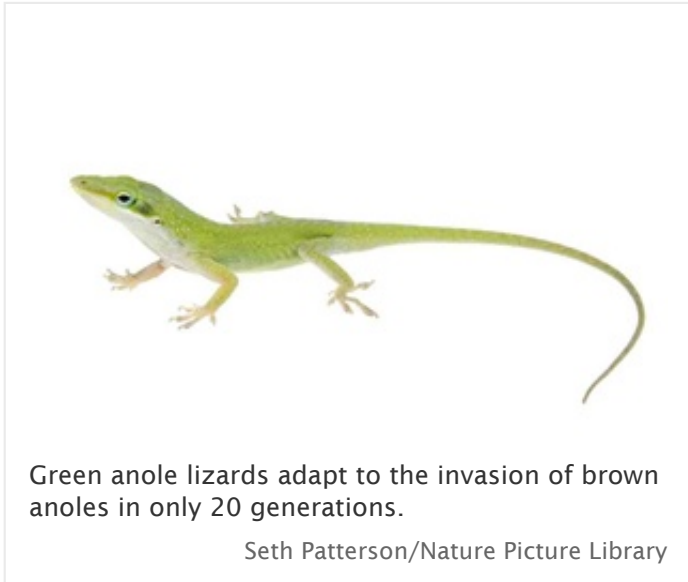 Green anole lizards adapt to the invasion of brown
anoles in only 20 generations.
Seth Patterson/Nature Picture Library